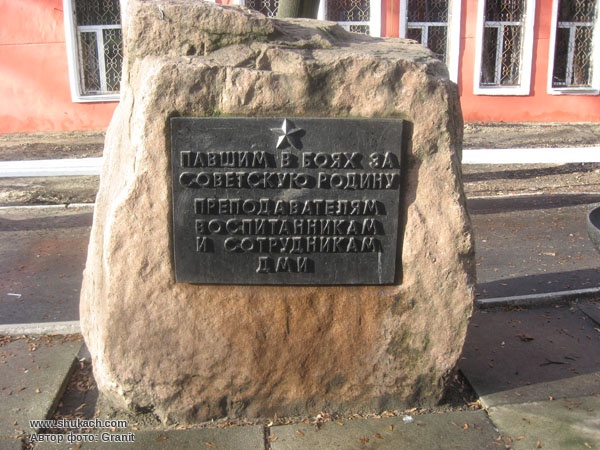 ПАВШИМ В БОЯХ ЗА
СОВЕТСКУЮ РОДИНУ
ПРЕПОДАВАТЕЛЯМ
ВОСПИТАННИКАМ
И СОТРУДНИКАМ
ДМИ
www.shukach.com
Автор фото: Granit